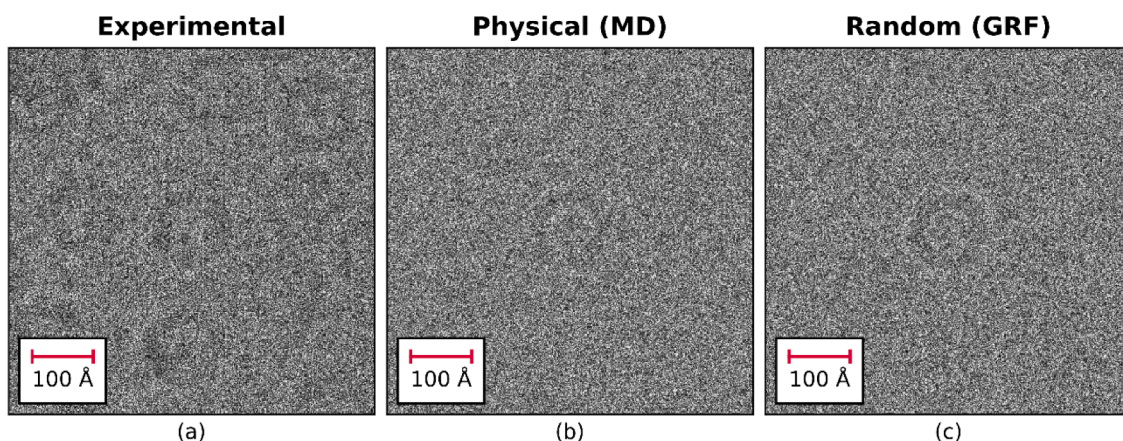 Experimental
Physical (MD)
Random (GRF)
100 Å
100 Å
100 Å
(a)
(b)
(c)